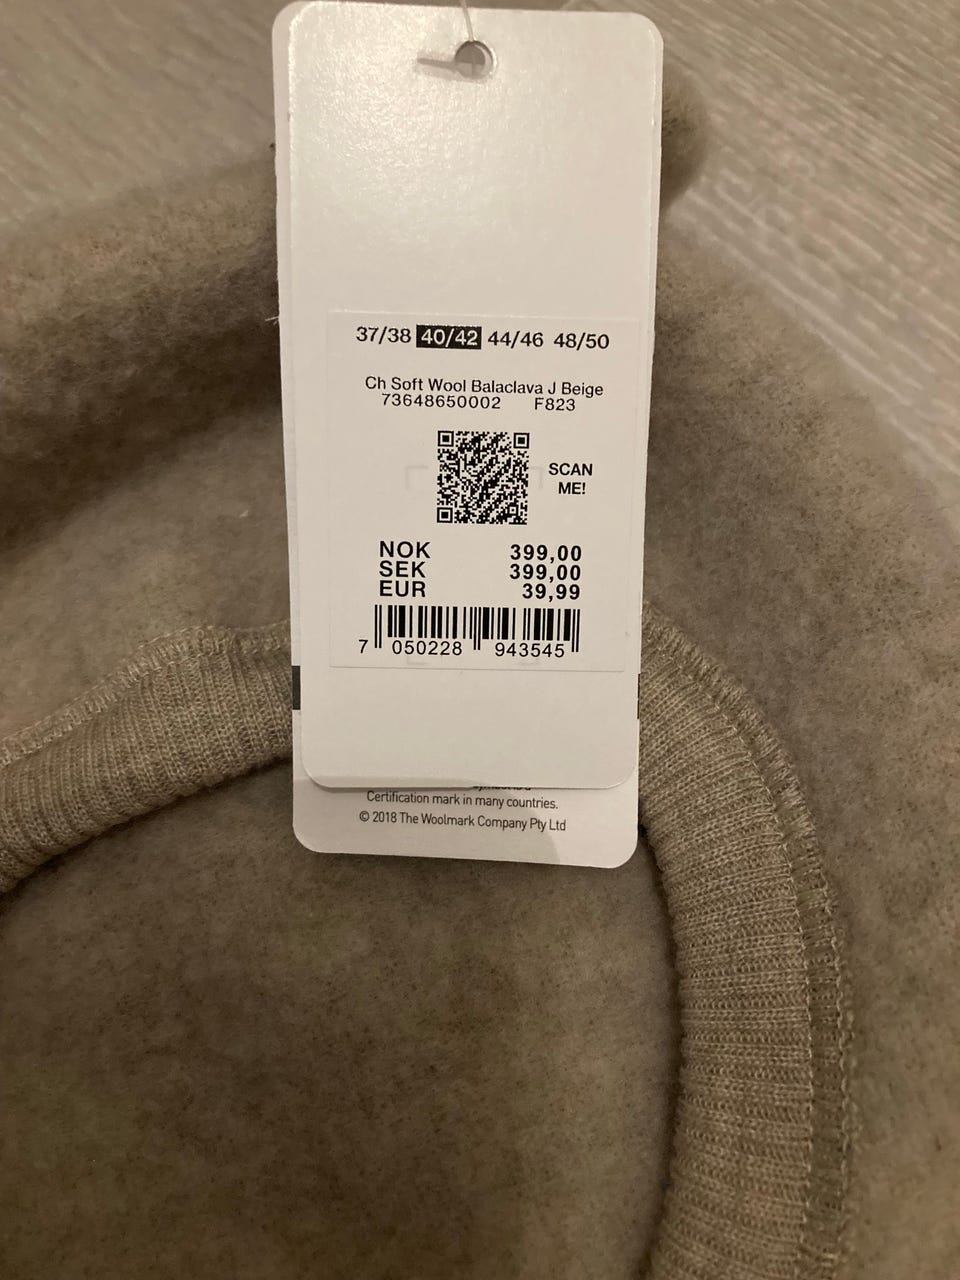 37/38 40/42 44/46 48/50
Ch Soft Wool Balaclava J Beige
73648650002 F823
SCAN
ME!
NOK 399,00
SEK 399,00
EUR 39,99
7 050228 943545
Certification mark in many countries.
© 2018 The Woolmark Company Pty Ltd